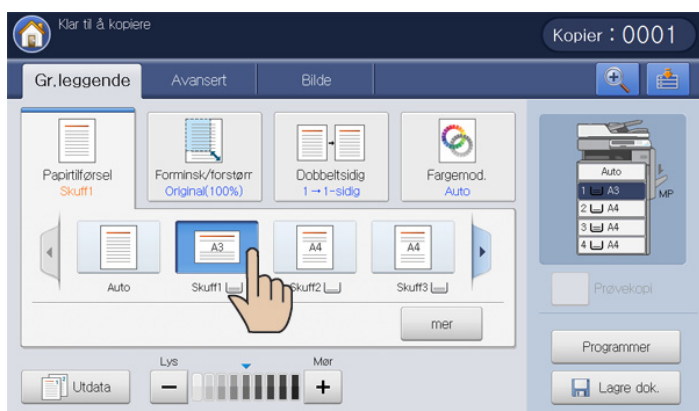 Klar til å kopiere
Kopier : 0001
Gr.leggende
Avansert
Bilde
Papirtilførsel
Skuff1
Forminsk/forstørr
Original(100%)
Dobbeltsidig
1→1-sidig
Fargemod.
Auto
A3
A4
A4
Auto
Skuff1
Skuff2
Skuff3
mer
Auto
1 A3
2 A4
3 A4
4 A4
MP
Prøvekopi
Utdata
Lys
Mør
Programmer
Lagre dok.